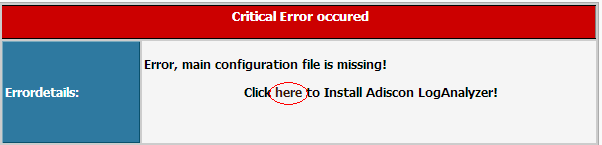 Critical Error occured
Error, main configuration file is missing!
Errordetails:
Click here to Install Adiscon LogAnalyzer!